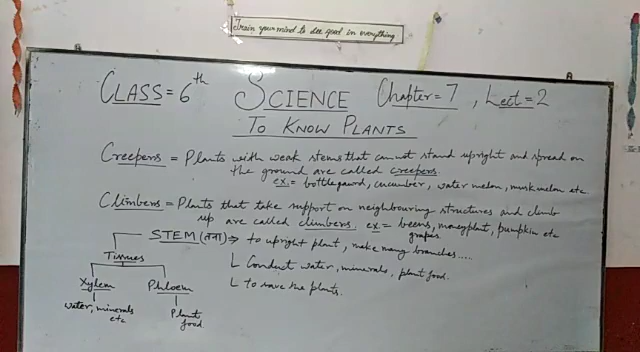 Train your mind to see good in everything
CLASS = 6th SCIENCE Chapter = 7, Lect = 2
TO KNOW PLANTS
Creepers = Plants with weak stems that cannot stand upright and spread on
the ground are called creepers.
ex = bottlegaurd, cucumber, water melon, muskmelon etc
Climbers = Plants that take support on neighbouring structures and climb
up are called climbers, ex = beens, moneyplant, pumpkin etc
grapes
STEM (तना) ⇒ to upright plant, make many branches....
Tissues
L Conduct water, minerals, plant food.
Xylem Phloem
L to save the plants.
water, minerals etc
Plant food.